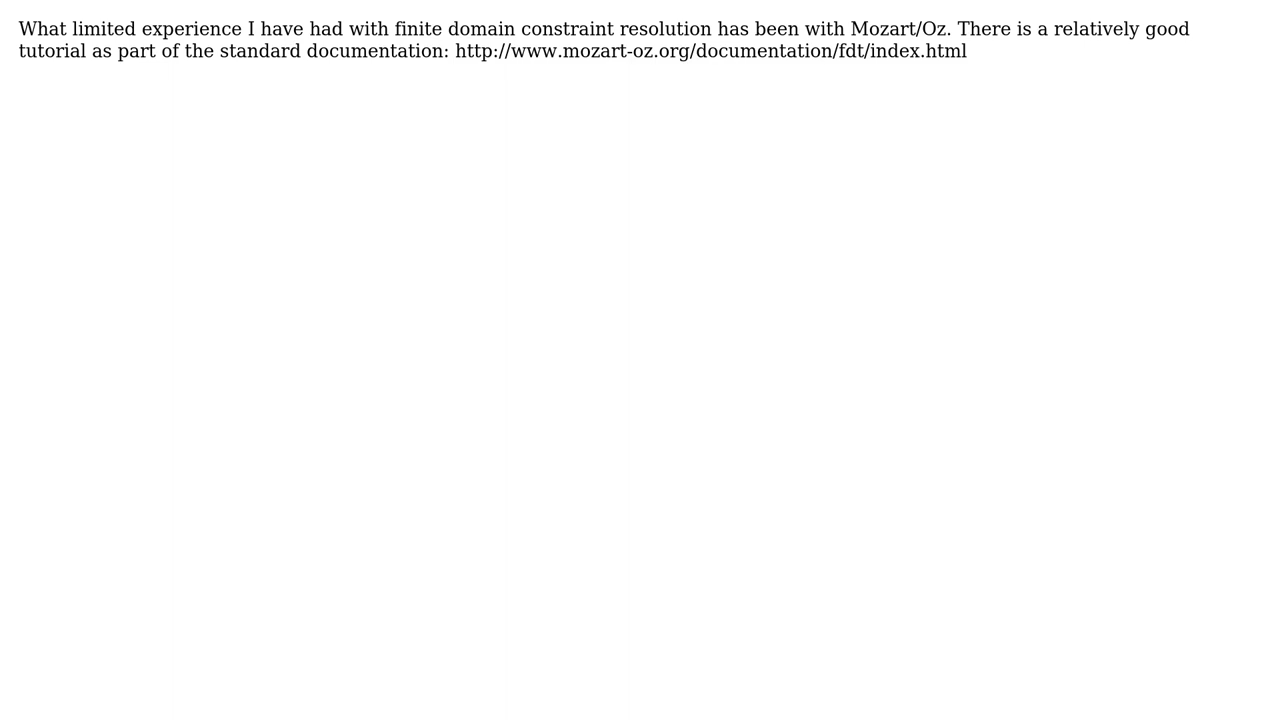 What limited experience I have had with finite domain constraint resolution has been with Mozart/Oz. There is a relatively good
tutorial as part of the standard documentation: http://www.mozart-oz.org/documentation/fdt/index.html